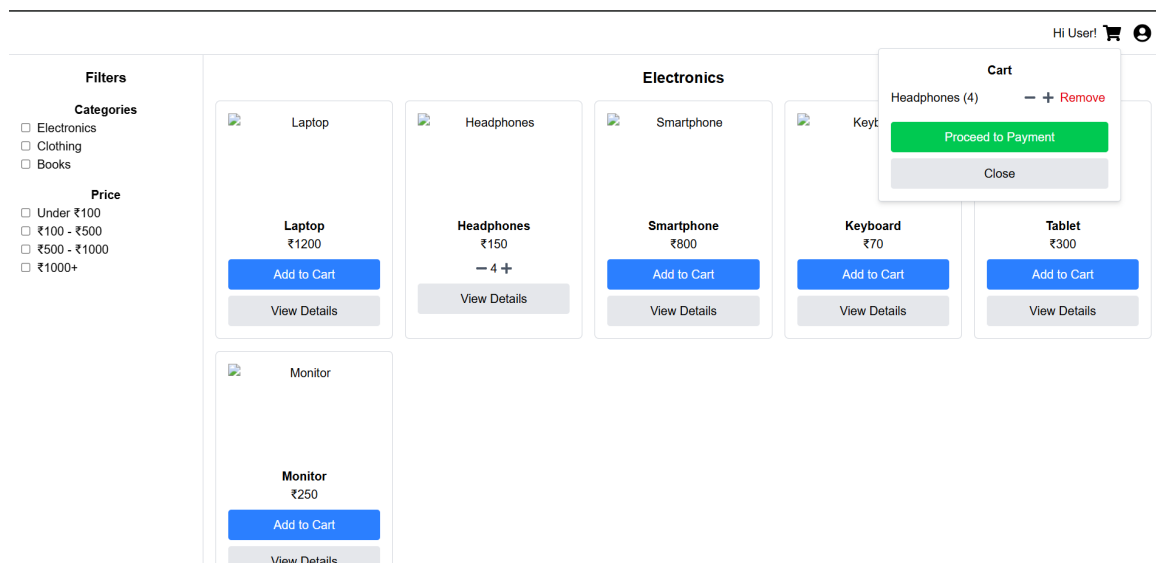 Hi User!
Filters
Categories
Electronics
Clothing
Books
Price
Under ₹100
₹100 - ₹500
₹500 - ₹1000
₹1000+
Electronics
Cart
Headphones (4) Remove
Proceed to Payment
Close
Laptop
Laptop
₹1200
Add to Cart
View Details
Headphones
Headphones
₹150
4
View Details
Smartphone
Smartphone
₹800
Add to Cart
View Details
Keyb
Keyboard
₹70
Add to Cart
View Details
Tablet
₹300
Add to Cart
View Details
Monitor
Monitor
₹250
Add to Cart
View Details